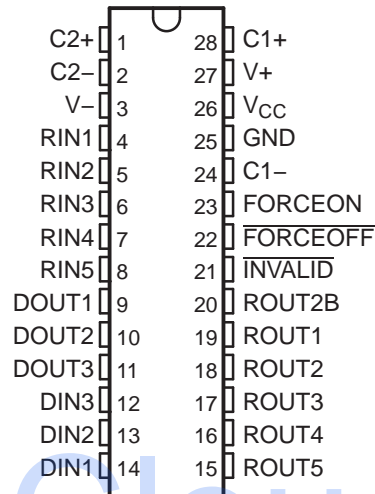 C2+ 1 28 C1+
C2− 2 27 V+
V− 3 26 VCC
RIN1 4 25 GND
RIN2 5 24 C1−
RIN3 6 23 FORCEON
RIN4 7 22 FORCEOFF
RIN5 8 21 INVALID
DOUT1 9 20 ROUT2B
DOUT2 10 19 ROUT1
DOUT3 11 18 ROUT2
DIN3 12 17 ROUT3
DIN2 13 16 ROUT4
DIN1 14 15 ROUT5